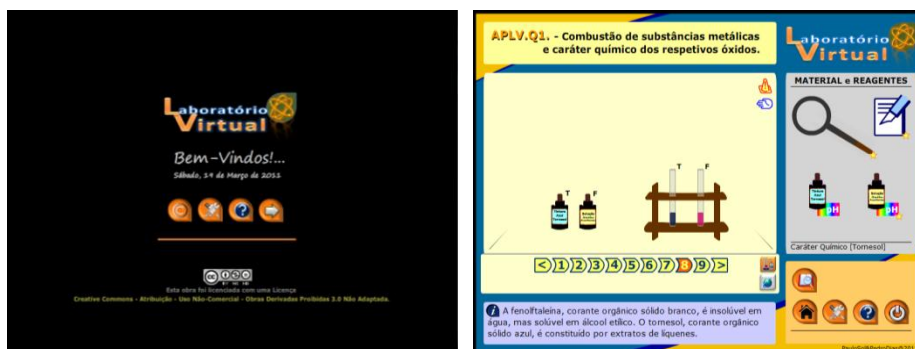 Laboratório
Virtual
Bem-Vindos!...
Sábado, 19 de Março de 2011
Esta obra foi licenciada com uma Licença
Creative Commons - Atribuição - Uso Não-Comercial - Obras Derivadas Proibidas 3.0 Não Adaptada.
APLV.Q1. - Combustão de substâncias metálicas
e caráter químico dos respetivos óxidos.
Laboratório
Virtual
MATERIAL e REAGENTES
T
F
T
F
pH
pH
Caráter Químico [Tornesol]
< 1 2 3 4 5 6 7 8 9 >
A fenolftaleína, corante orgânico sólido branco, é insolúvel em
água, mas solúvel em álcool etílico. O tornesol, corante orgânico
sólido azul, é constituído por extratos de líquenes.